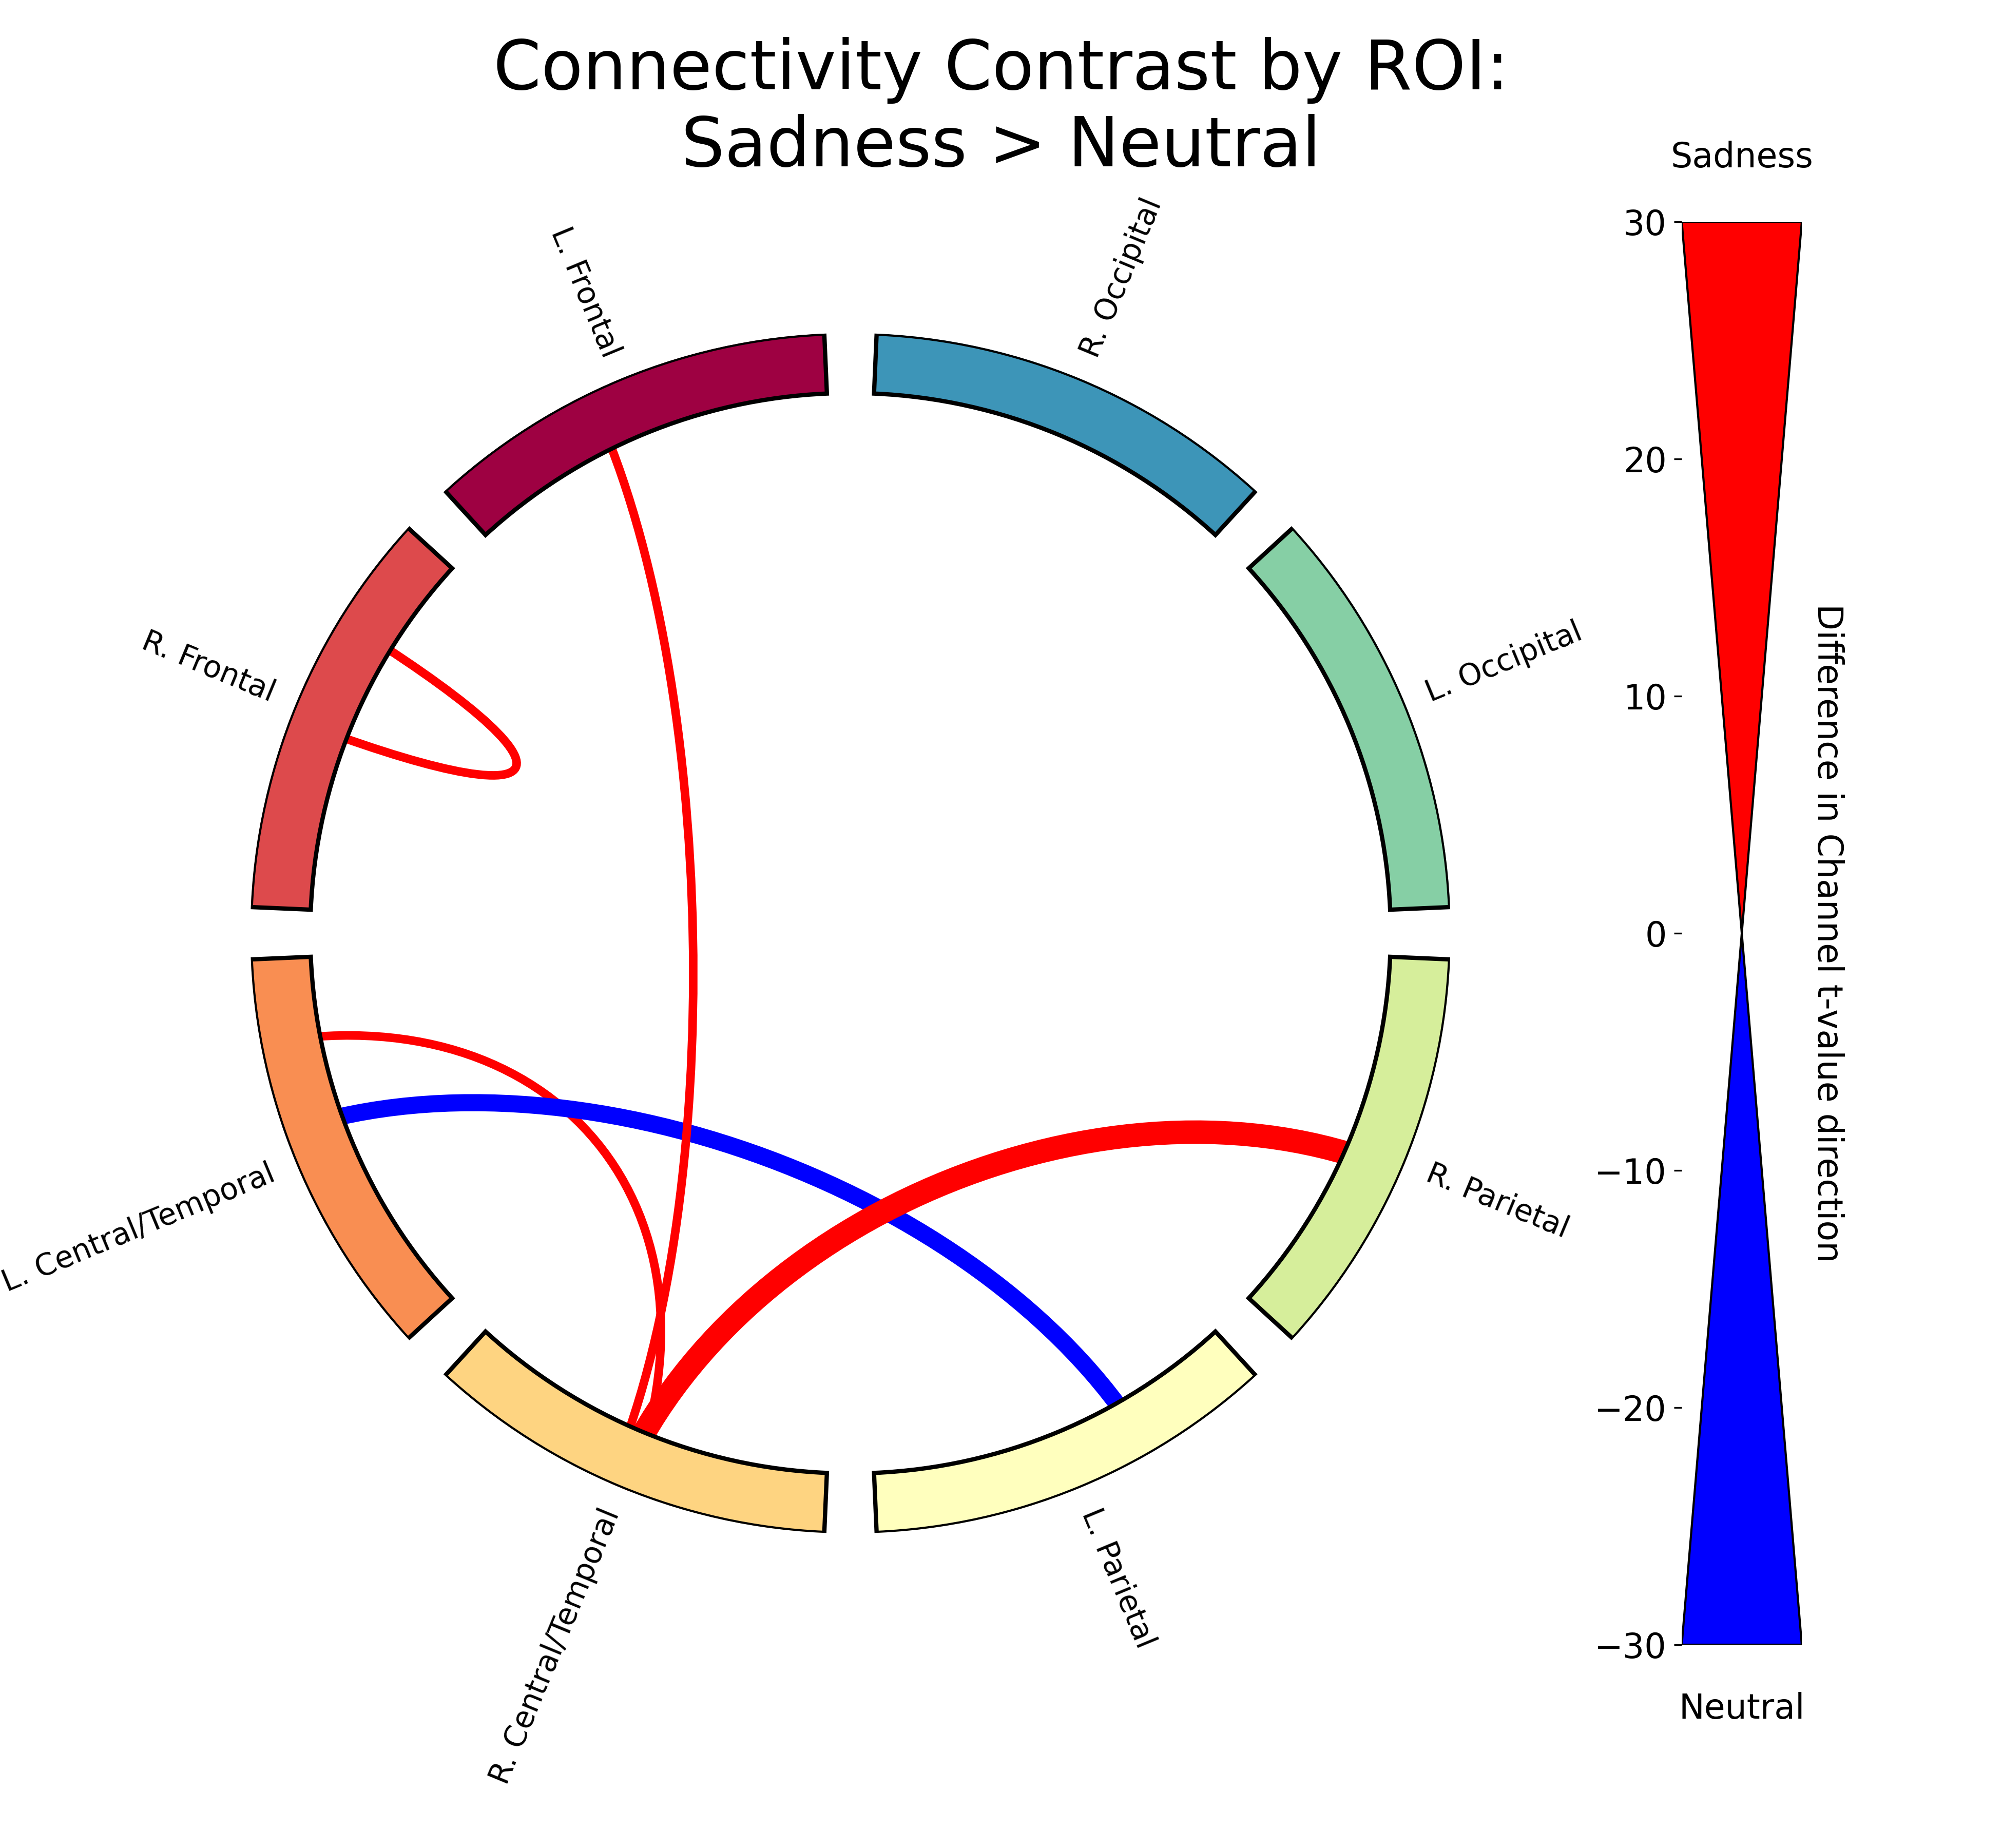 Connectivity Contrast by ROI:
Sadness > Neutral
Sadness
R. Occipital
L. Frontal
30
20
L. Occipital
R. Frontal
10
Difference in Channel t-value direction
0
−10
R. Parietal
L. Central/Temporal
−20
L. Parietal
R. Central/Temporal
−30
Neutral